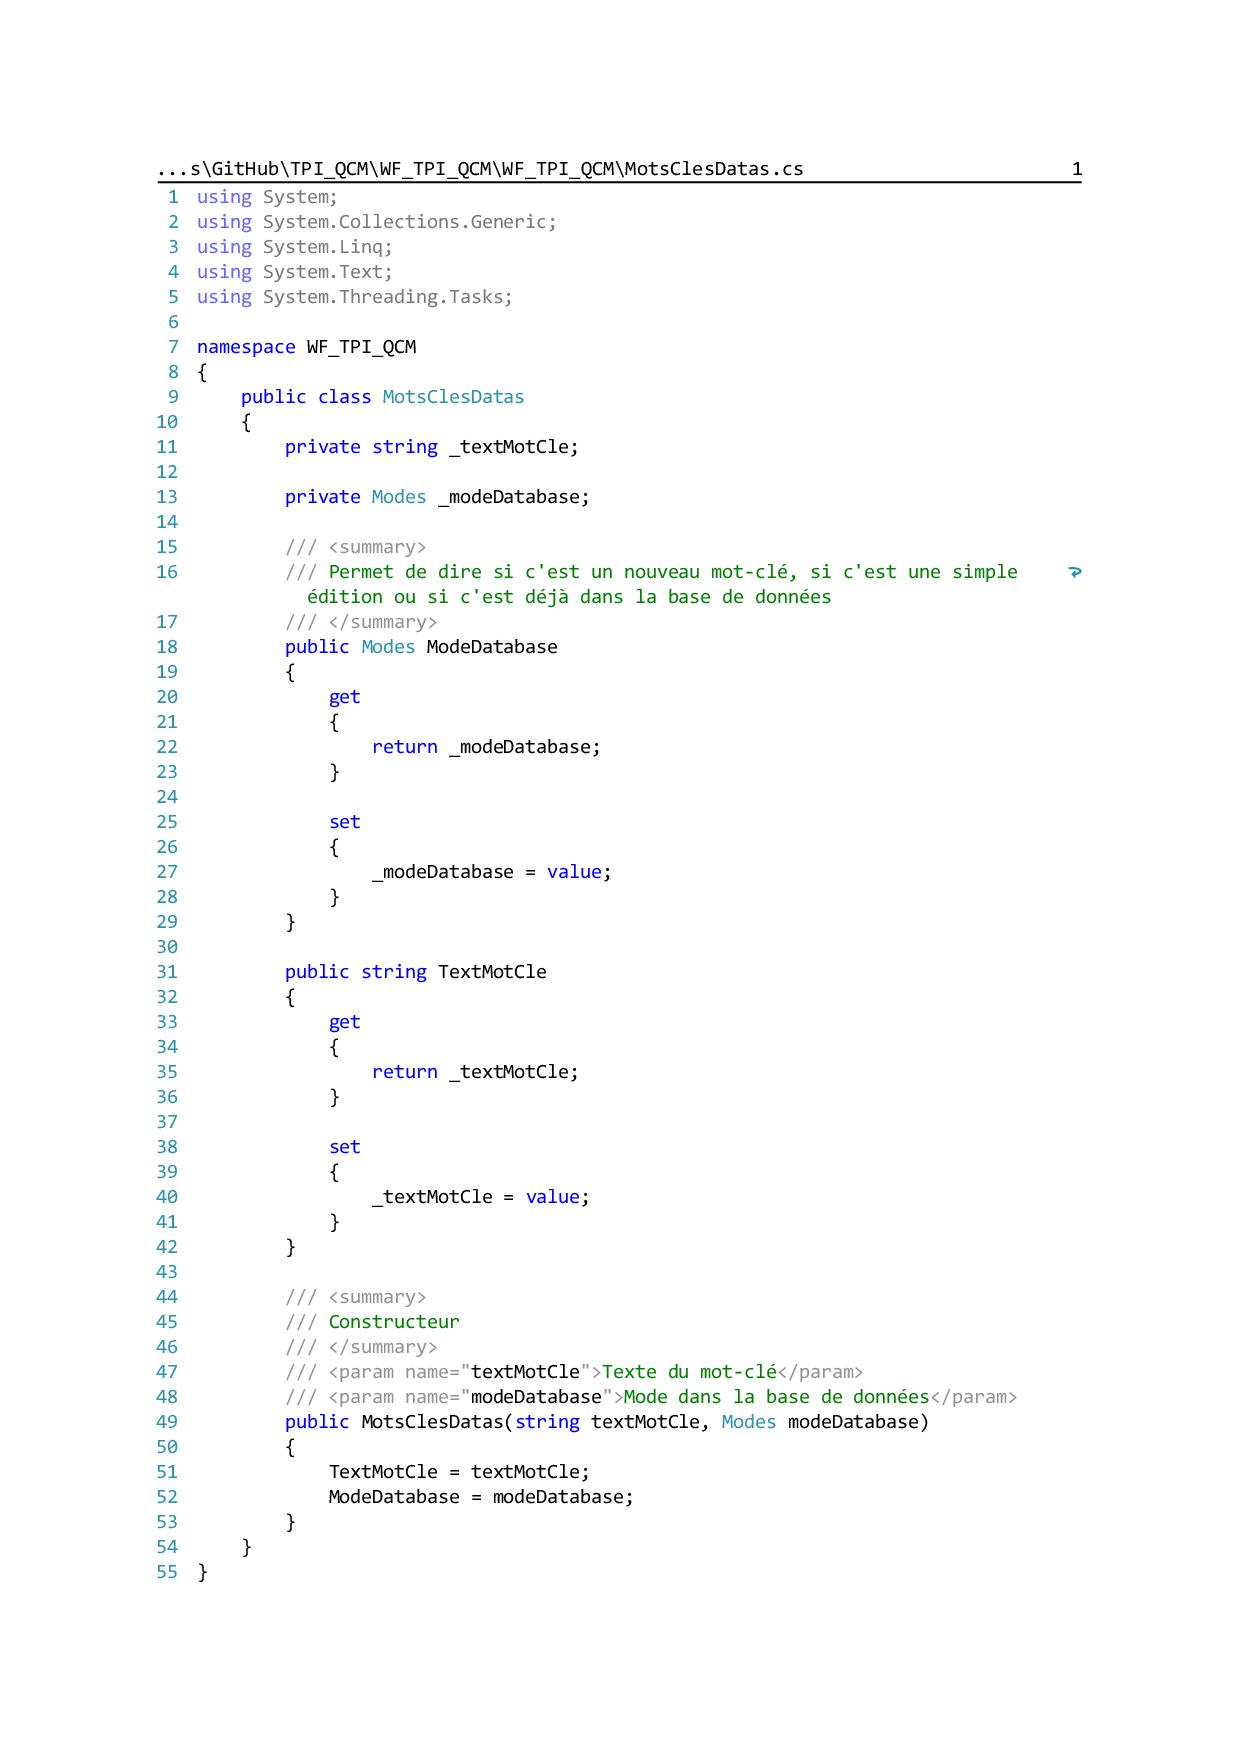 ...s\GitHub\TPI_QCM\WF_TPI_QCM\WF_TPI_QCM\MotsClesDatas.cs 1
1 using System;
2 using System.Collections.Generic;
3 using System.Linq;
4 using System.Text;
5 using System.Threading.Tasks;
6
7 namespace WF_TPI_QCM
8 {
9     public class MotsClesDatas
10     {
11         private string _textMotCle;
12
13         private Modes _modeDatabase;
14
15         /// <summary>
16         /// Permet de dire si c'est un nouveau mot-clé, si c'est une simple
           édition ou si c'est déjà dans la base de données
17         /// </summary>
18         public Modes ModeDatabase
19         {
20             get
21             {
22                 return _modeDatabase;
23             }
24
25             set
26             {
27                 _modeDatabase = value;
28             }
29         }
30
31         public string TextMotCle
32         {
33             get
34             {
35                 return _textMotCle;
36             }
37
38             set
39             {
40                 _textMotCle = value;
41             }
42         }
43
44         /// <summary>
45         /// Constructeur
46         /// </summary>
47         /// <param name="textMotCle">Texte du mot-clé</param>
48         /// <param name="modeDatabase">Mode dans la base de données</param>
49         public MotsClesDatas(string textMotCle, Modes modeDatabase)
50         {
51             TextMotCle = textMotCle;
52             ModeDatabase = modeDatabase;
53         }
54     }
55 }